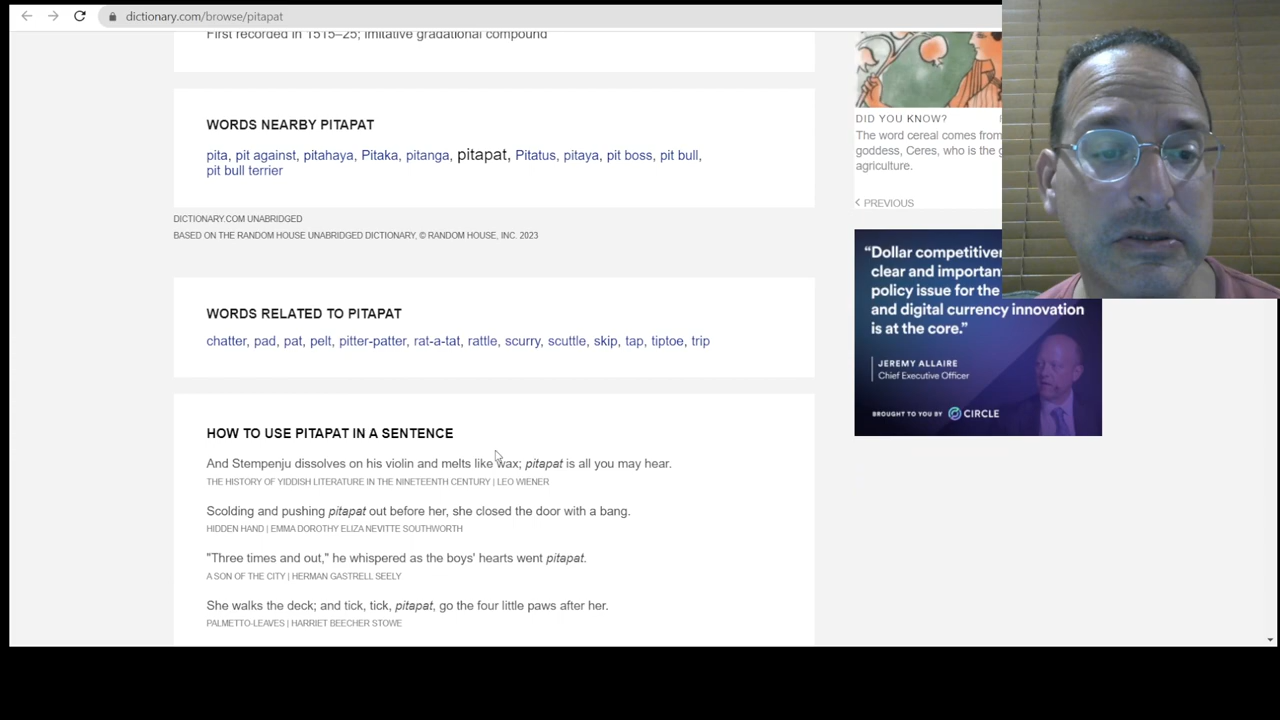 dictionary.com/browse/pitapat
First recorded in 1515–25; imitative gradational compound
WORDS NEARBY PITAPAT
pita, pit against, pitahaya, Pitaka, pitanga, pitapat, Pitatus, pitaya, pit boss, pit bull,
pit bull terrier
DICTIONARY.COM UNABRIDGED
BASED ON THE RANDOM HOUSE UNABRIDGED DICTIONARY, © RANDOM HOUSE, INC. 2023
WORDS RELATED TO PITAPAT
chatter, pad, pat, pelt, pitter-patter, rat-a-tat, rattle, scurry, scuttle, skip, tap, tiptoe, trip
HOW TO USE PITAPAT IN A SENTENCE
And Stempenju dissolves on his violin and melts like wax; pitapat is all you may hear.
THE HISTORY OF YIDDISH LITERATURE IN THE NINETEENTH CENTURY | LEO WIENER
Scolding and pushing pitapat out before her, she closed the door with a bang.
HIDDEN HAND | EMMA DOROTHY ELIZA NEVITTE SOUTHWORTH
"Three times and out," he whispered as the boys' hearts went pitapat.
A SON OF THE CITY | HERMAN GASTRELL SEELY
She walks the deck; and tick, tick, pitapat, go the four little paws after her.
PALMETTO-LEAVES | HARRIET BEECHER STOWE
DID YOU KNOW?
The word cereal comes from
goddess, Ceres, who is the
agriculture.
PREVIOUS
“Dollar
clear and
policy issue for the
and digital currency innovation
is at the core.”
JEREMY ALLAIRE
Chief Executive Officer
BROUGHT TO YOU BY CIRCLE